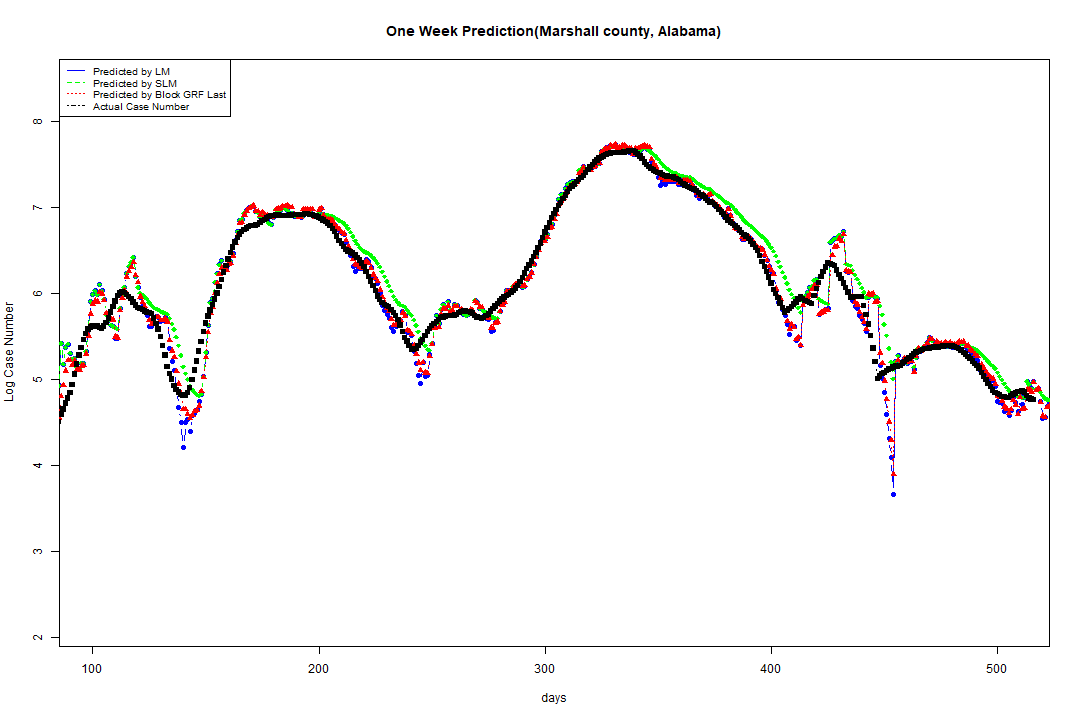 One Week Prediction(Marshall county, Alabama)
Predicted by LM
Predicted by SLM
Predicted by Block GRF Last
Actual Case Number
8
7
6
5
4
3
2
Log Case Number
100 200 300 400 500
days